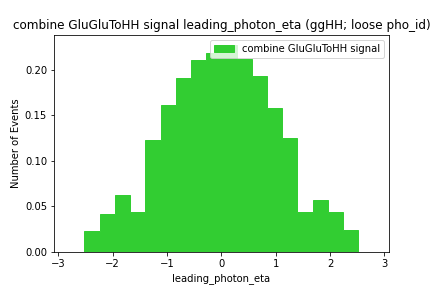 combine GluGluToHH signal leading_photon_eta (ggHH; loose pho_id)
combine GluGluToHH signal
Number of Events
0.20
0.15
0.10
0.05
0.00
−3 −2 −1 0 1 2 3
leading_photon_eta